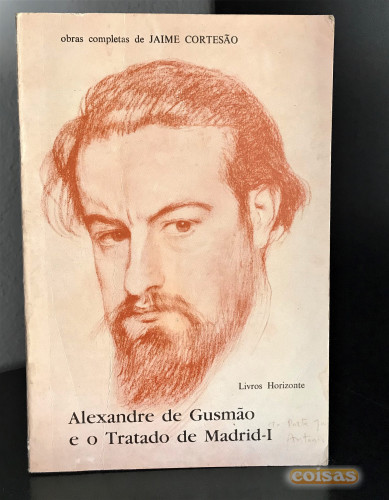 obras completas de JAIME CORTESÃO
Livros Horizonte
Alexandre de Gusmão
e o Tratado de Madrid-I
coisas